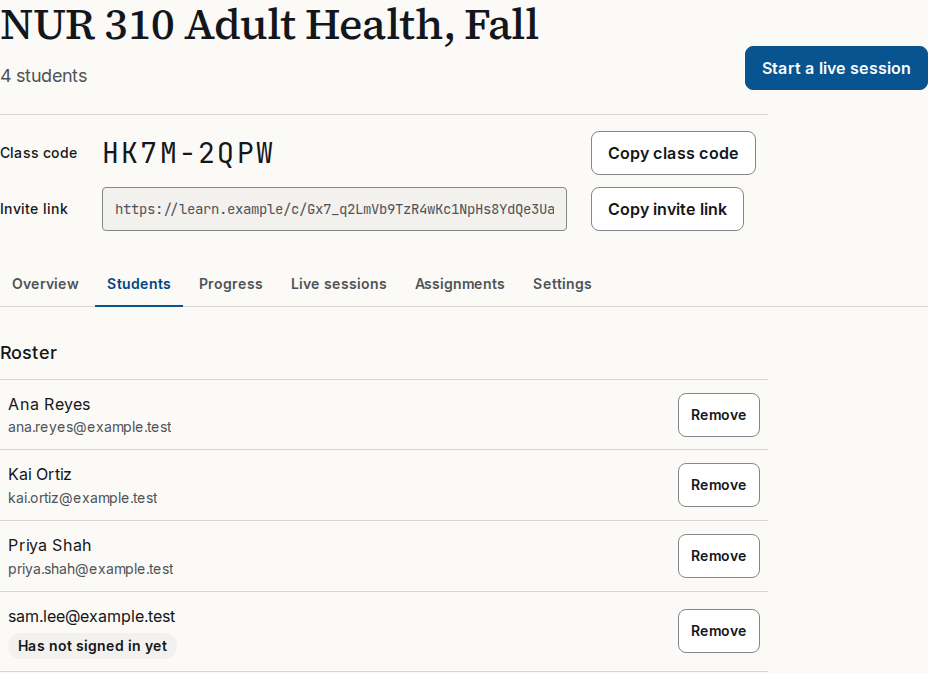 NUR 310 Adult Health, Fall
4 students
Start a live session
Class code
HK7M-2QPW
Copy class code
Invite link
https://learn.example/c/Gx7_q2LmVb9TzR4wKc1NpHs8YdQe3Ua
Copy invite link
Overview
Students
Progress
Live sessions
Assignments
Settings
Roster
Ana Reyes
ana.reyes@example.test
Remove
Kai Ortiz
kai.ortiz@example.test
Remove
Priya Shah
priya.shah@example.test
Remove
sam.lee@example.test
Has not signed in yet
Remove